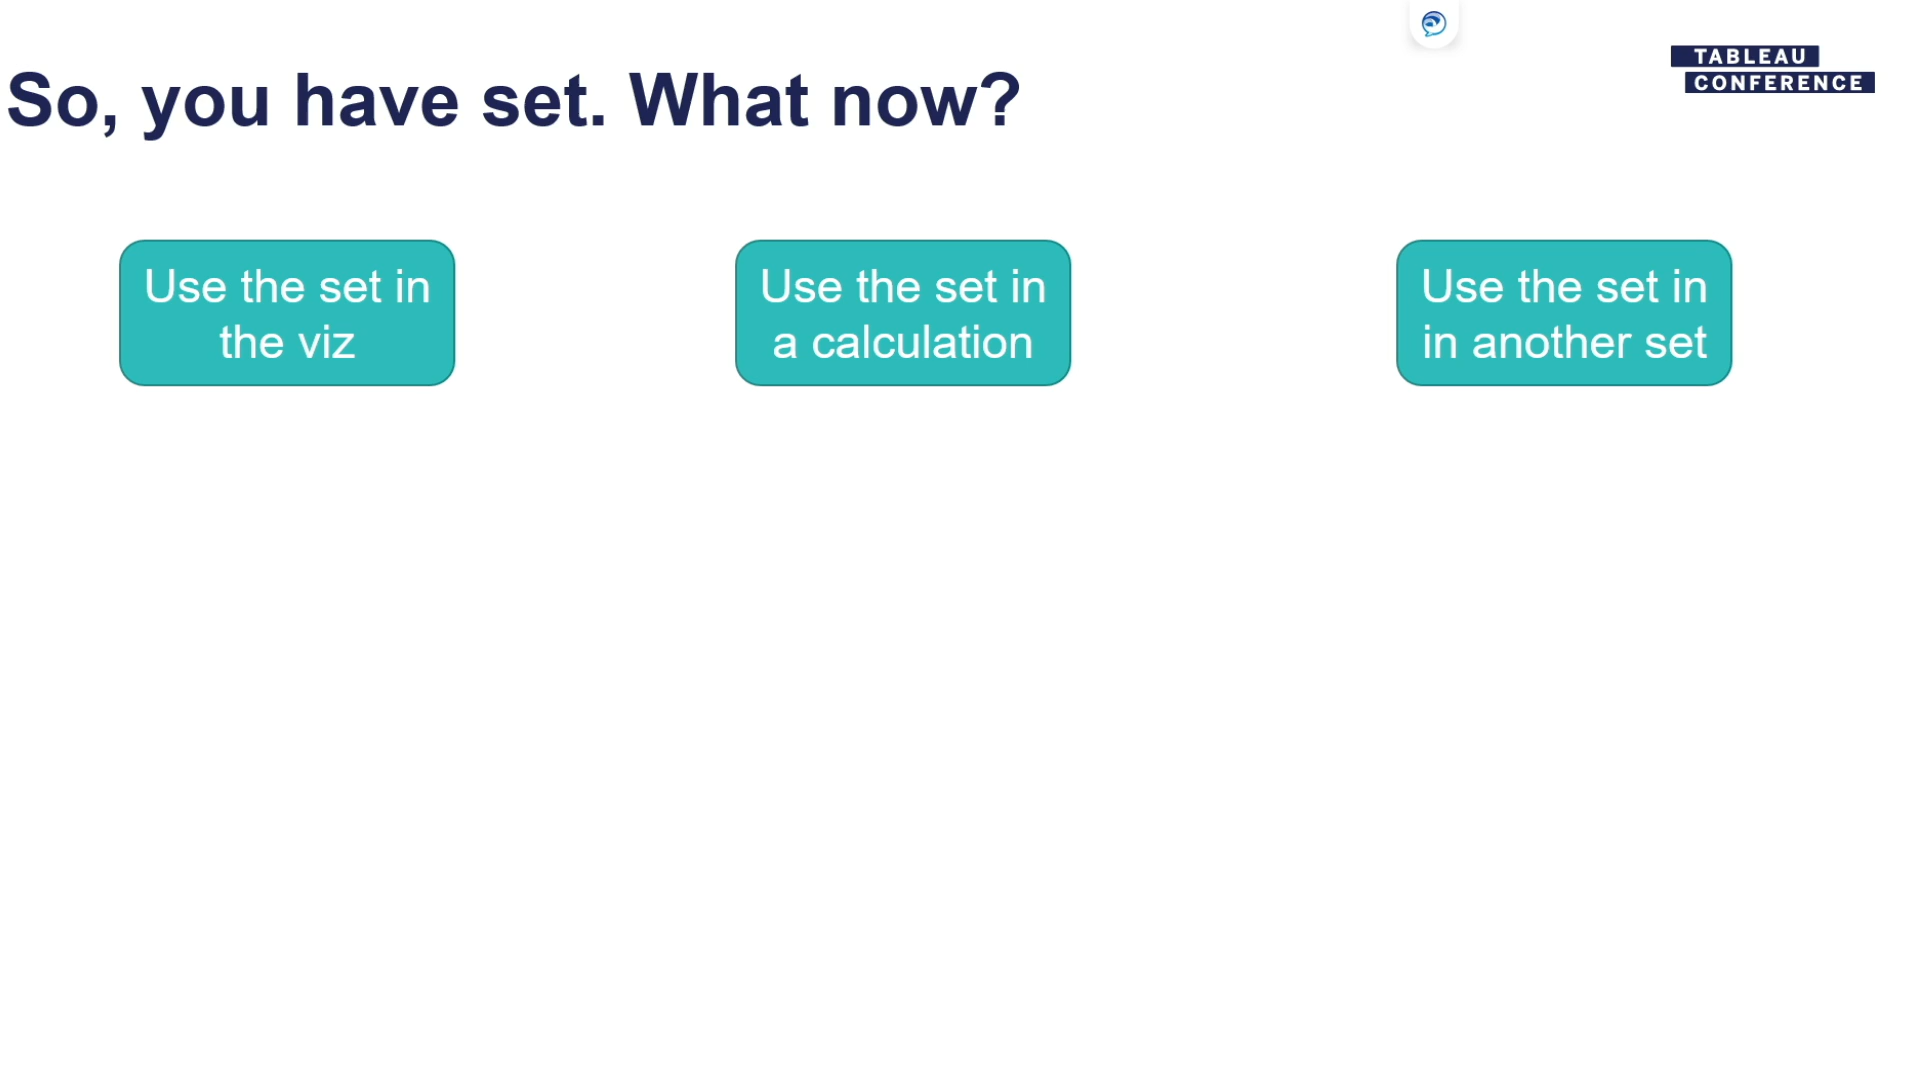 TABLEAU
CONFERENCE
So, you have set. What now?
Use the set in
the viz
Use the set in
a calculation
Use the set in
in another set